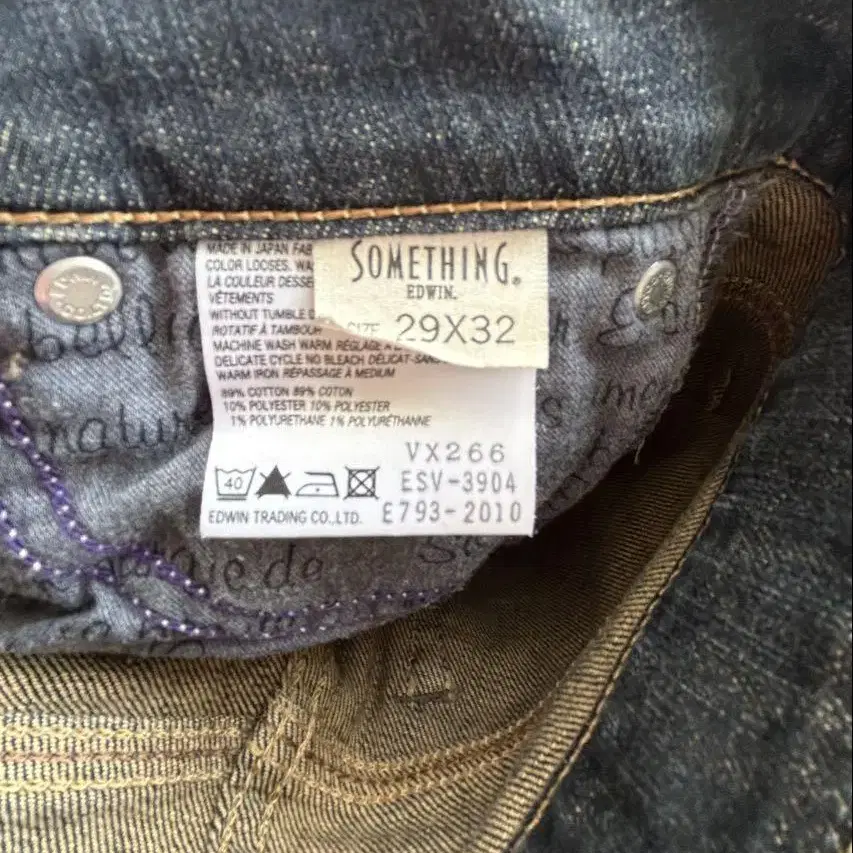 SOMETHING®
EDWIN.
SIZE 29X32
MADE IN JAPAN FAB
COLOR LOOSES. WA
LA COULEUR DESSE
VÊTEMENTS
WITHOUT TUMBLE D
ROTATIF À TAMBOUR
MACHINE WASH WARM RÉGLAGE À
DELICATE CYCLE NO BLEACH DÉLICAT-SANS
WARM IRON RÉPASSAGE À MEDIUM
89% COTTON 89% COTON
10% POLYESTER 10% POLYESTER
1% POLYURETHANE 1% POLYURÉTHANNE
VX266
40
ESV-3904
EDWIN TRADING CO.,LTD. E793-2010